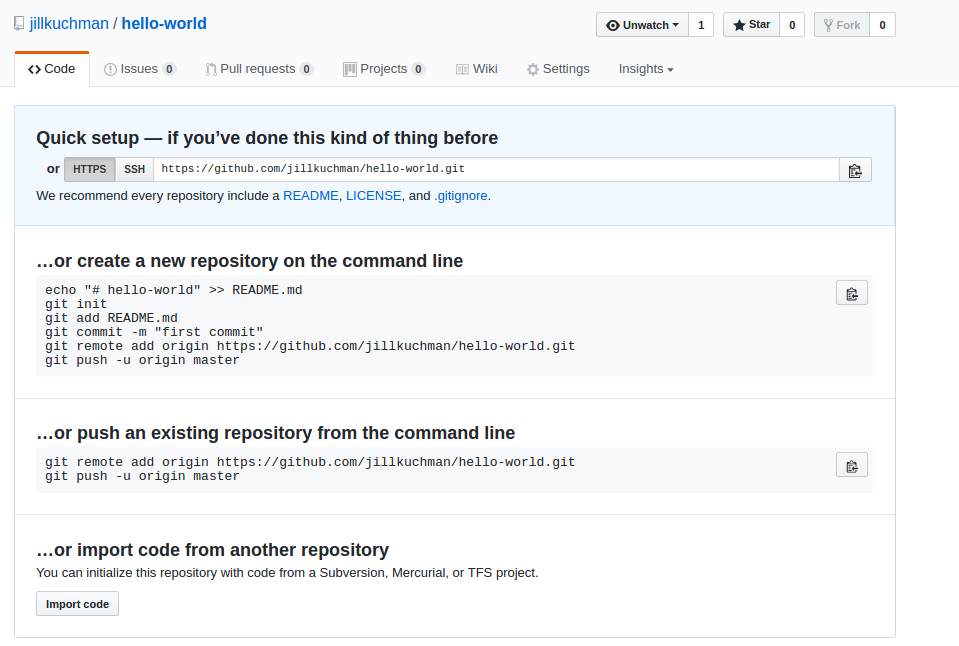 jillkuchman / hello-world
Unwatch 1 Star 0 Fork 0
Code Issues 0 Pull requests 0 Projects 0 Wiki Settings Insights
Quick setup — if you’ve done this kind of thing before
or HTTPS SSH https://github.com/jillkuchman/hello-world.git
We recommend every repository include a README, LICENSE, and .gitignore.
…or create a new repository on the command line
echo "# hello-world" >> README.md
git init
git add README.md
git commit -m "first commit"
git remote add origin https://github.com/jillkuchman/hello-world.git
git push -u origin master
…or push an existing repository from the command line
git remote add origin https://github.com/jillkuchman/hello-world.git
git push -u origin master
…or import code from another repository
You can initialize this repository with code from a Subversion, Mercurial, or TFS project.
Import code